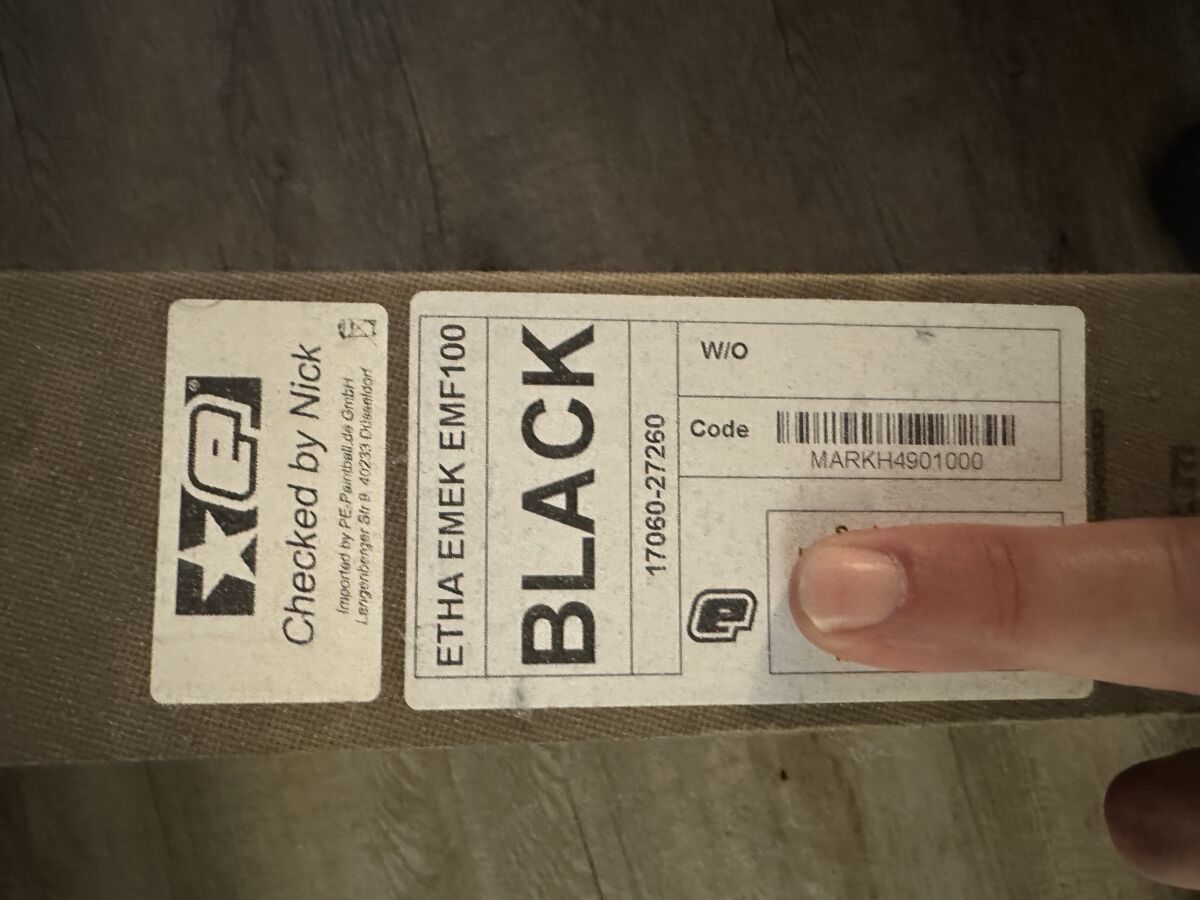 e
Checked by Nick
Imported by PE-Paintball.de GmbH
Lengenberger Str 9, 40233 Düsseldorf
ETHA EMEK EMF100
BLACK
17060-27260
W/O
Code
MARKH4901000
e